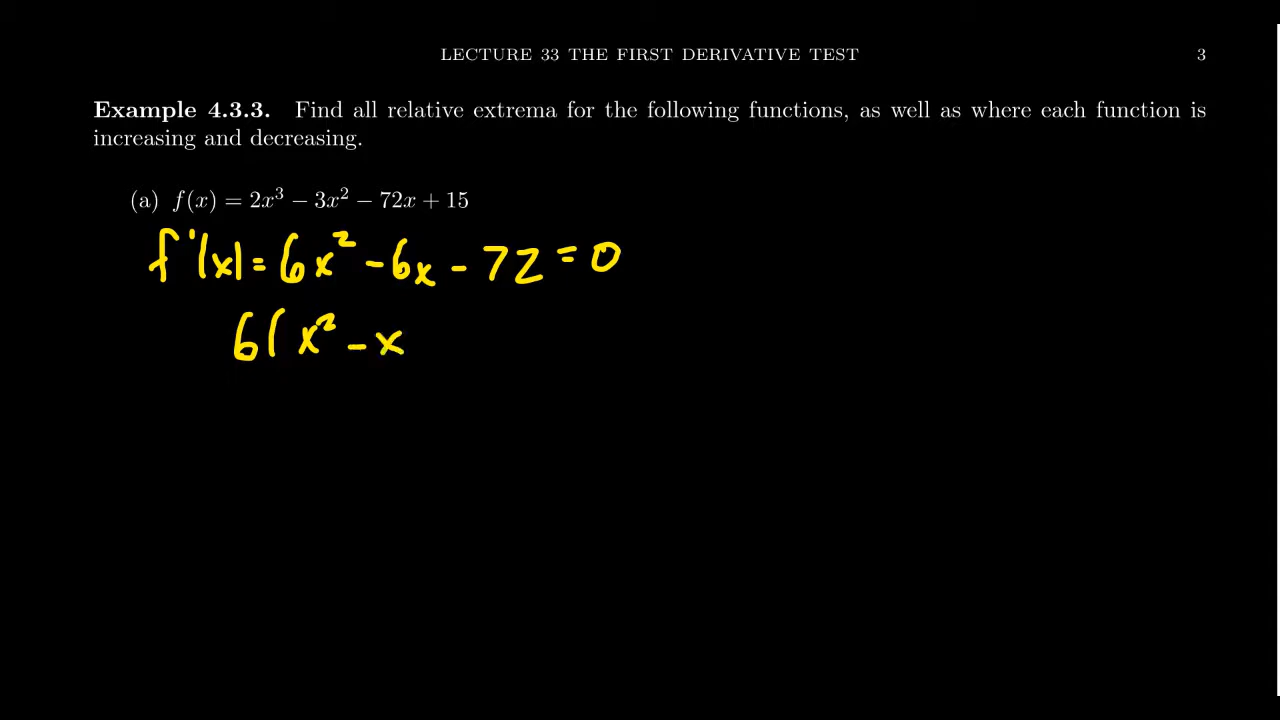 LECTURE 33 THE FIRST DERIVATIVE TEST 3
Example 4.3.3. Find all relative extrema for the following functions, as well as where each function is
increasing and decreasing.
(a) f(x) = 2x³ − 3x² − 72x + 15
f'(x) = 6x² - 6x - 72 = 0
6( x² - x